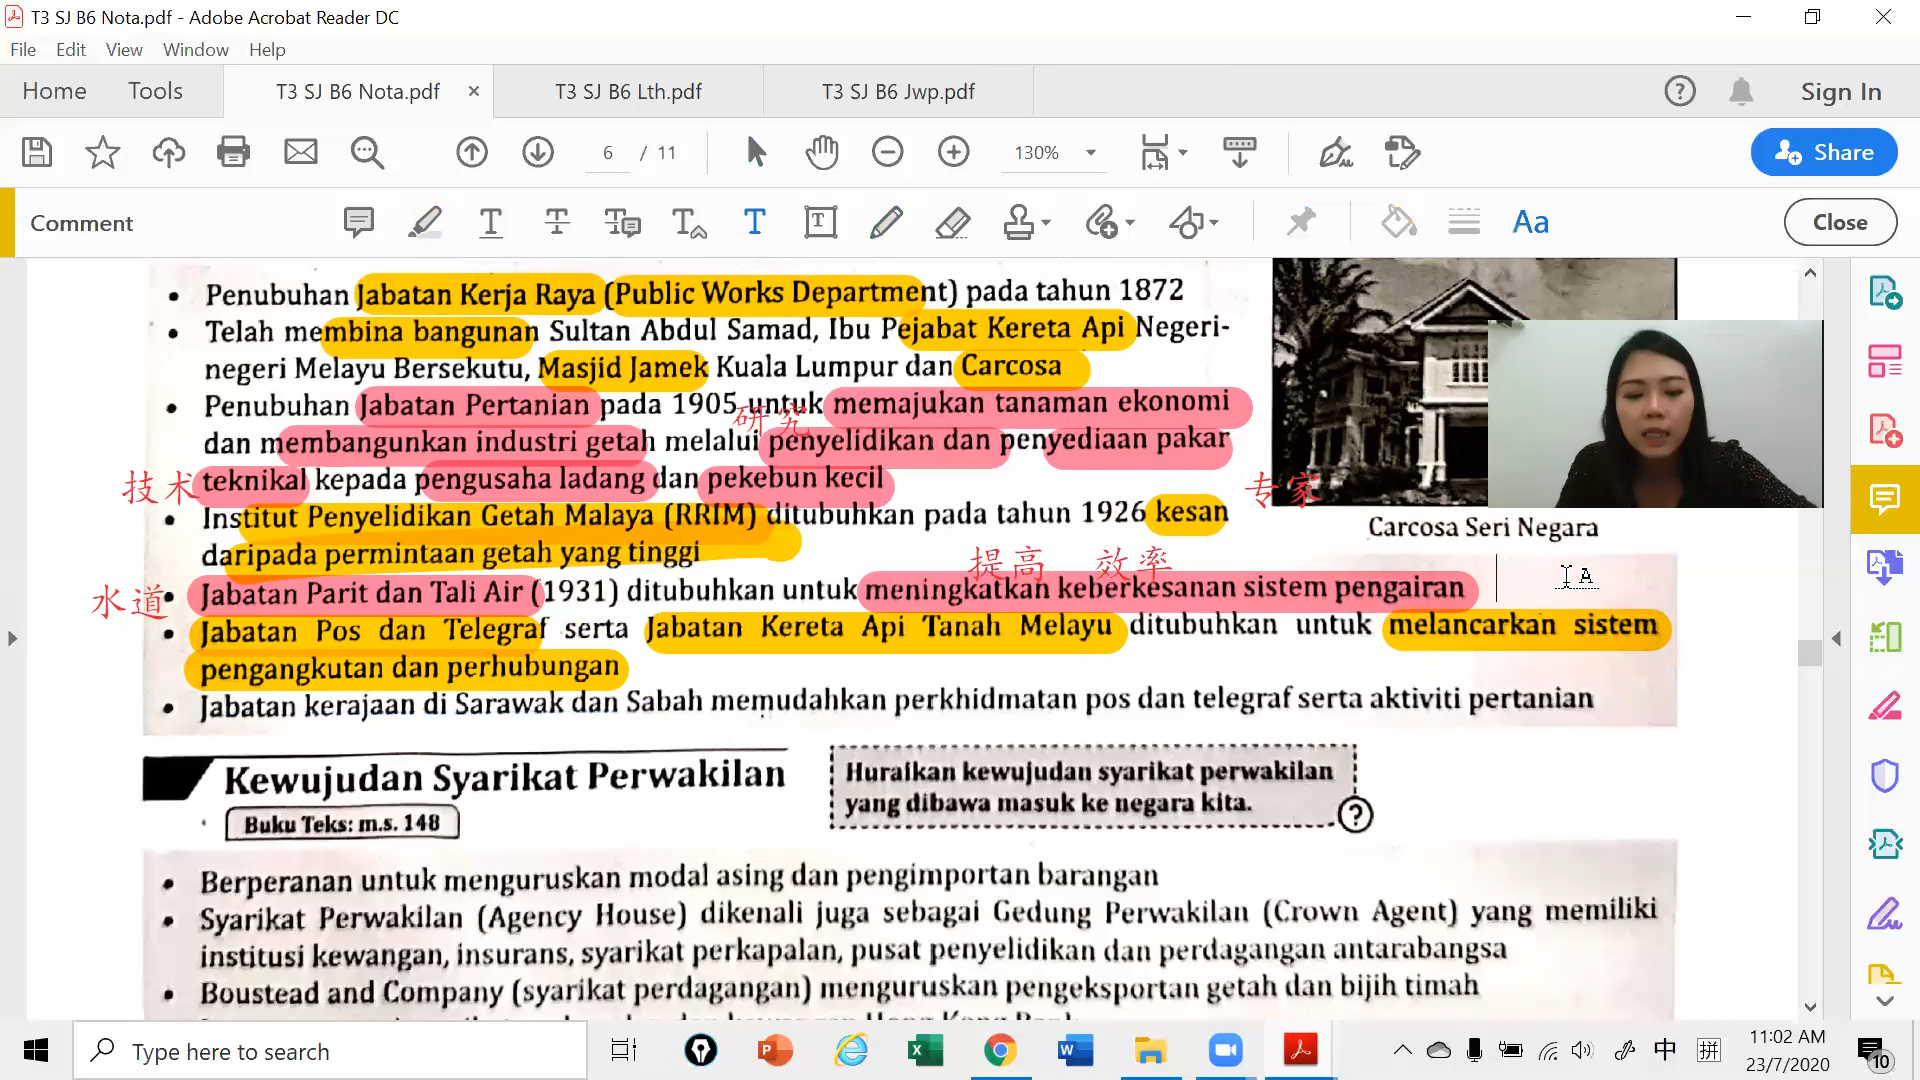 T3 SJ B6 Nota.pdf - Adobe Acrobat Reader DC
File Edit View Window Help
Home Tools T3 SJ B6 Nota.pdf × T3 SJ B6 Lth.pdf T3 SJ B6 Jwp.pdf Sign In
6 / 11 130% Share
Comment Aa Close
• Penubuhan Jabatan Kerja Raya (Public Works Department) pada tahun 1872
• Telah membina bangunan Sultan Abdul Samad, Ibu Pejabat Kereta Api Negeri-
negeri Melayu Bersekutu, Masjid Jamek Kuala Lumpur dan Carcosa
• Penubuhan Jabatan Pertanian pada 1905 untuk memajukan tanaman ekonomi
研究
dan membangunkan industri getah melalui penyelidikan dan penyediaan pakar
技术 teknikal kepada pengusaha ladang dan pekebun kecil
专家
• Institut Penyelidikan Getah Malaya (RRIM) ditubuhkan pada tahun 1926 kesan
Carcosa Seri Negara
daripada permintaan getah yang tinggi
提高 效率
水道 • Jabatan Parit dan Tali Air (1931) ditubuhkan untuk meningkatkan keberkesanan sistem pengairan
• Jabatan Pos dan Telegraf serta Jabatan Kereta Api Tanah Melayu ditubuhkan untuk melancarkan sistem
pengangkutan dan perhubungan
• Jabatan kerajaan di Sarawak dan Sabah memudahkan perkhidmatan pos dan telegraf serta aktiviti pertanian
Kewujudan Syarikat Perwakilan
Buku Teks: m.s. 148
Huraikan kewujudan syarikat perwakilan
yang dibawa masuk ke negara kita.
?
• Berperanan untuk menguruskan modal asing dan pengimportan barangan
• Syarikat Perwakilan (Agency House) dikenali juga sebagai Gedung Perwakilan (Crown Agent) yang memiliki
institusi kewangan, insurans, syarikat perkapalan, pusat penyelidikan dan perdagangan antarabangsa
• Boustead and Company (syarikat perdagangan) menguruskan pengeksportan getah dan bijih timah
Type here to search
中 拼 11:02 AM
23/7/2020
10